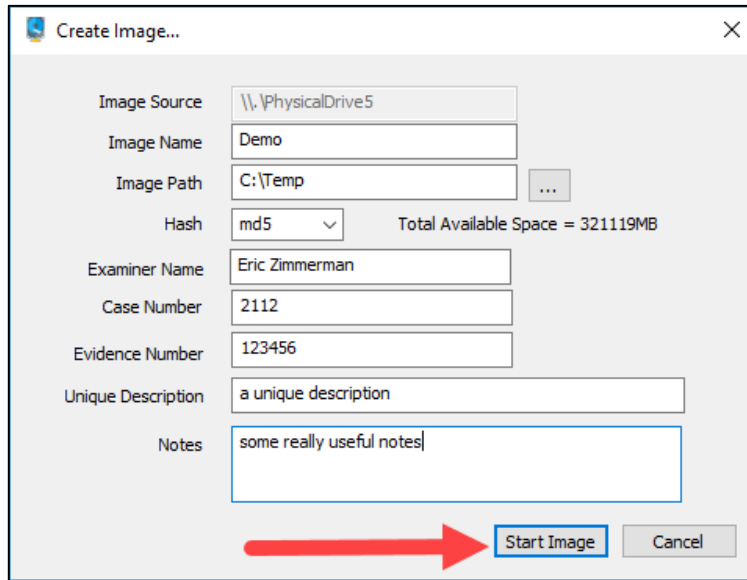 Create Image...
Image Source \\.\PhysicalDrive5
Image Name Demo
Image Path C:\Temp ...
Hash md5 Total Available Space = 321119MB
Examiner Name Eric Zimmerman
Case Number 2112
Evidence Number 123456
Unique Description a unique description
Notes some really useful notes
Start Image Cancel